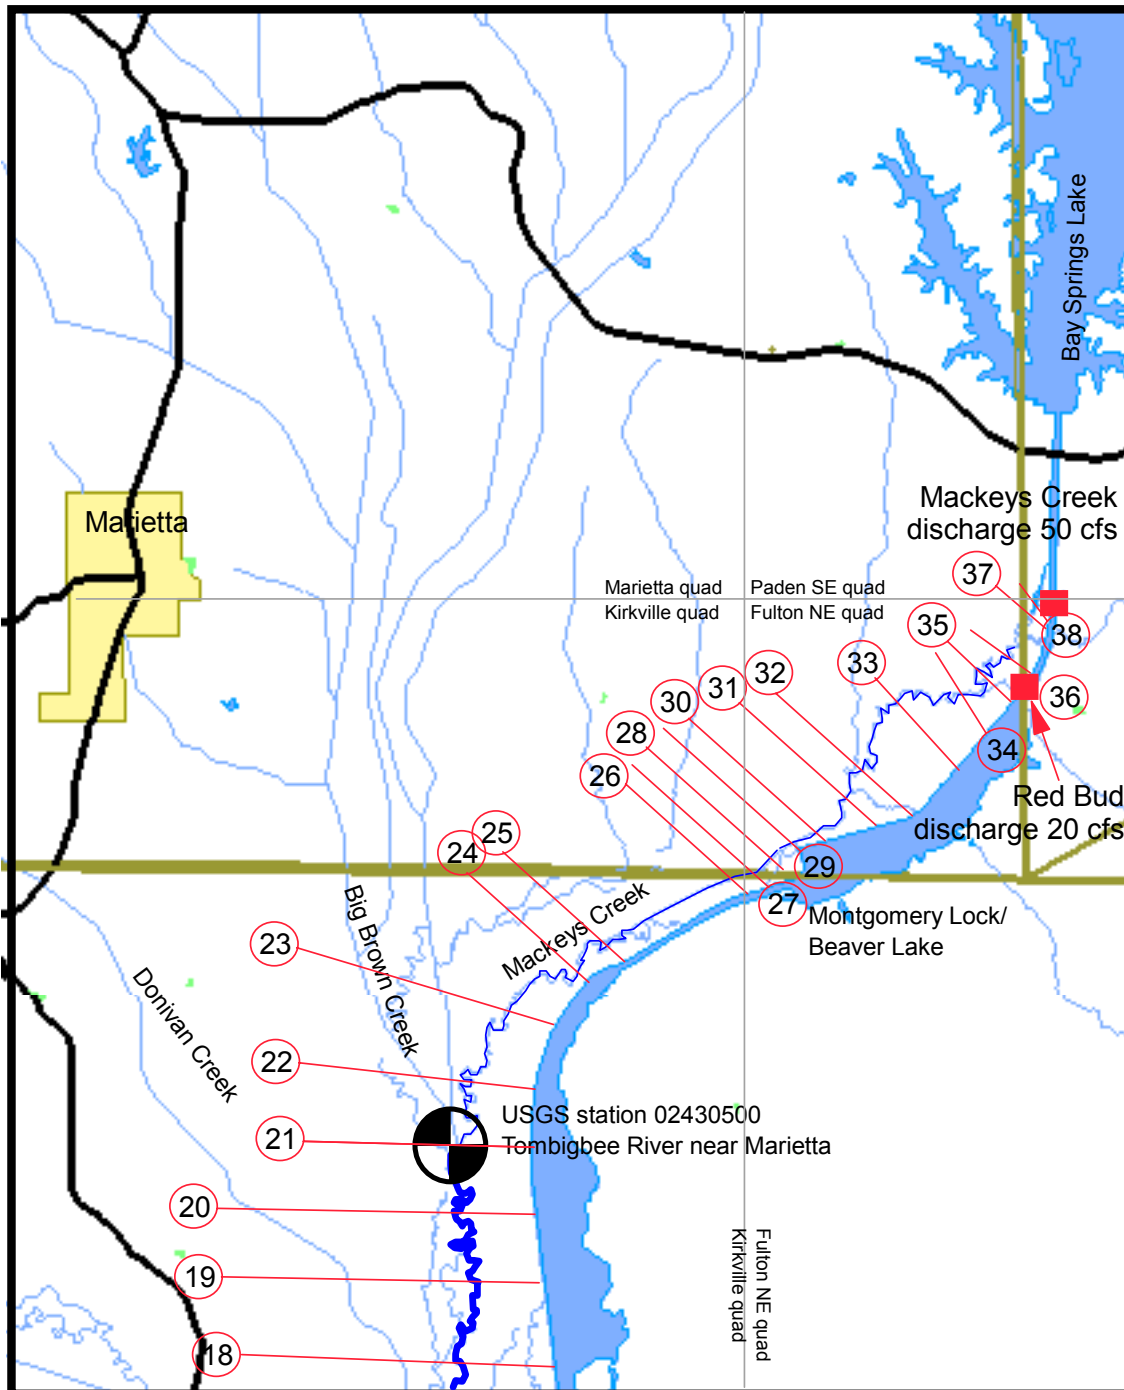 Bay Springs Lake
Mackeys Creek
discharge 50 cfs
Marietta
Marietta quad
Paden SE quad
Kirkville quad
Fulton NE quad
37
38
35
33
32
31
30
36
28
34
26
Red Bud
discharge 20 cfs
25
24
29
27
Montgomery Lock/
Beaver Lake
Mackeys Creek
Big Brown Creek
23
Donivan Creek
22
USGS station 02430500
Tombigbee River near Marietta
21
20
Fulton NE quad
Kirkville quad
19
18